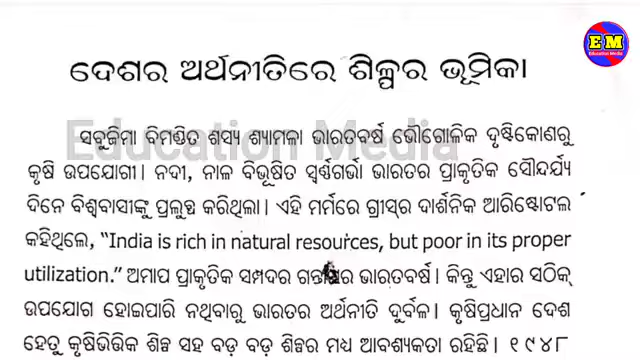 E M
Education Media
ଦେଶର ଅର୍ଥନୀତିରେ ଶିଳ୍ପର ଭୂମିକା
Education Media
ସବୁଜିମା ବିମଣ୍ଡିତ ଶସ୍ୟ ଶ୍ୟାମଳା ଭାରତବର୍ଷ ଭୌଗୋଳିକ ଦୃଷ୍ଟିକୋଣରୁ
କୃଷି ଉପଯୋଗୀ। ନଦୀ, ନାଳ ବିଭୂଷିତ ସ୍ୱର୍ଣ୍ଣଗର୍ଭା ଭାରତର ପ୍ରାକୃତିକ ସୌନ୍ଦର୍ଯ୍ୟ
ଦିନେ ବିଶ୍ୱବାସୀଙ୍କୁ ପ୍ରଲୁବ୍ଧ କରିଥିଲା। ଏହି ମର୍ମରେ ଗ୍ରୀସ୍‌ର ଦାର୍ଶନିକ ଆରିଷ୍ଟୋଟଲ
କହିଥିଲେ, “India is rich in natural resources, but poor in its proper
utilization.” ଅମାପ ପ୍ରାକୃତିକ ସମ୍ପଦର ଭାରତବର୍ଷ। କିନ୍ତୁ ଏହାର ସଠିକ୍
ଉପଯୋଗ ହୋଇପାରି ନଥିବାରୁ ଭାରତର ଅର୍ଥନୀତି ଦୁର୍ବଳ। କୃଷିପ୍ରଧାନ ଦେଶ
ହେତୁ କୃଷିଭିତ୍ତିକ ଶିଳ୍ପ ସହ ବଡ଼ ବଡ଼ ଶିଳ୍ପର ମଧ୍ୟ ଆବଶ୍ୟକତା ରହିଛି। ୧୯୪୮